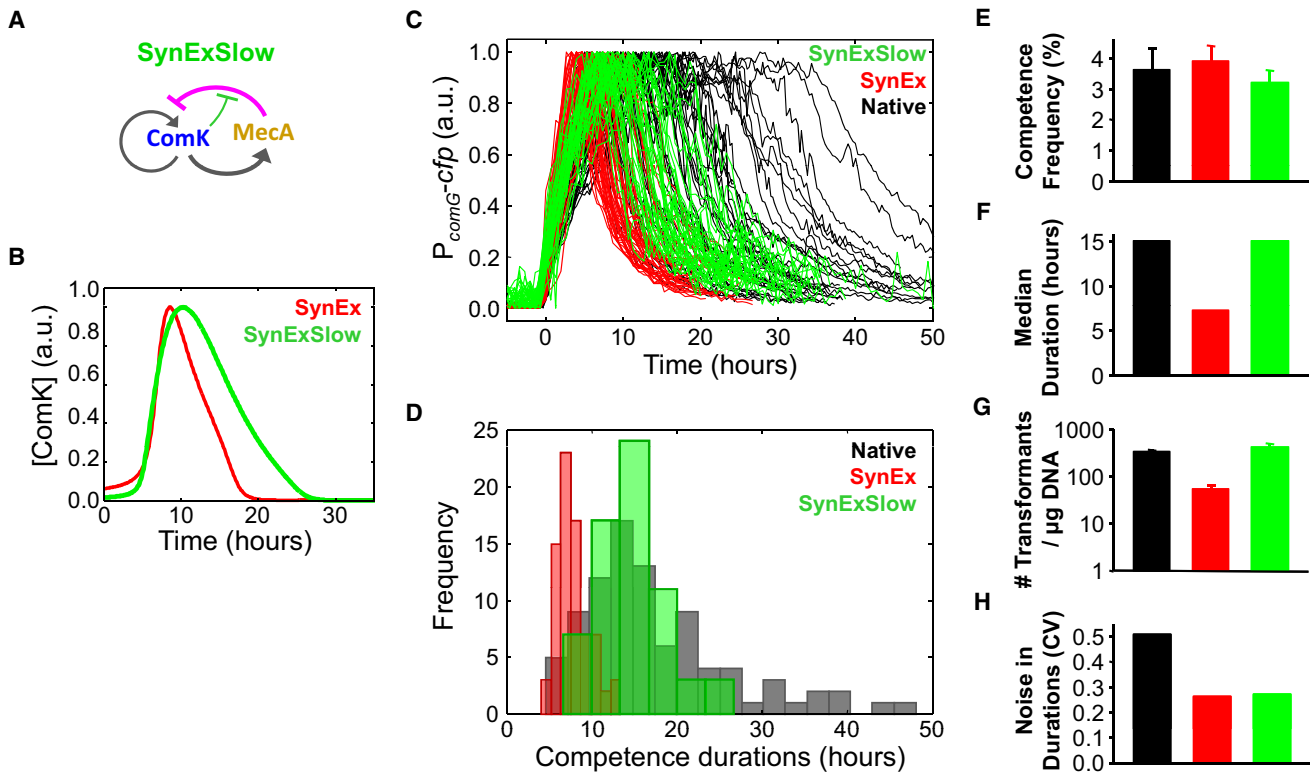 A
SynExSlow
ComK
MecA
B
[ComK] (a.u.)
1.0
0.8
0.6
0.4
0.2
0.0
SynEx
SynExSlow
0 10 20 30
Time (hours)
C
PcomG-cfp (a.u.)
1.0
0.8
0.6
0.4
0.2
0.0
SynExSlow
SynEx
Native
0 10 20 30 40 50
Time (hours)
D
Frequency
25
20
15
10
5
0
Native
SynEx
SynExSlow
0 10 20 30 40 50
Competence durations (hours)
E
Competence
Frequency (%)
4
3
2
1
0
F
Median
Duration (hours)
15
10
5
0
G
# Transformants
/ µg DNA
1000
100
10
1
H
Noise in
Durations (CV)
0.5
0.4
0.3
0.2
0.1
0.0